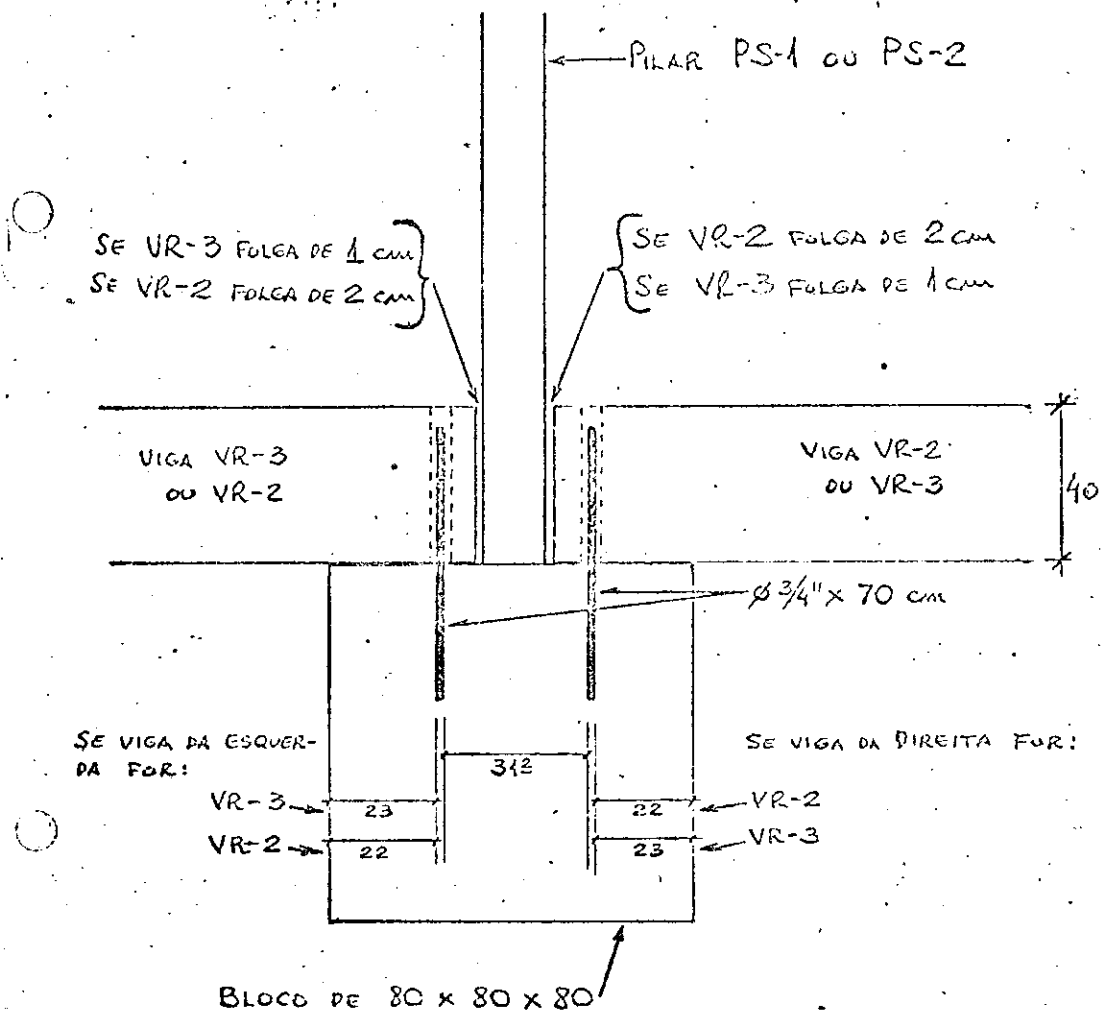 PILAR PS-1 OU PS-2
SE VR-3 FOLGA DE 1 cm
SE VR-2 FOLGA DE 2 cm
SE VR-2 FOLGA DE 2 cm
SE VR-3 FOLGA DE 1 cm
VIGA VR-3
OU VR-2
VIGA VR-2
OU VR-3
40
Ø 3/4" x 70 cm
SE VIGA DA ESQUER-
DA FOR:
SE VIGA DA DIREITA FOR:
31²
VR-3
23
22
VR-2
VR-2
22
23
VR-3
BLOCO DE 80 x 80 x 80